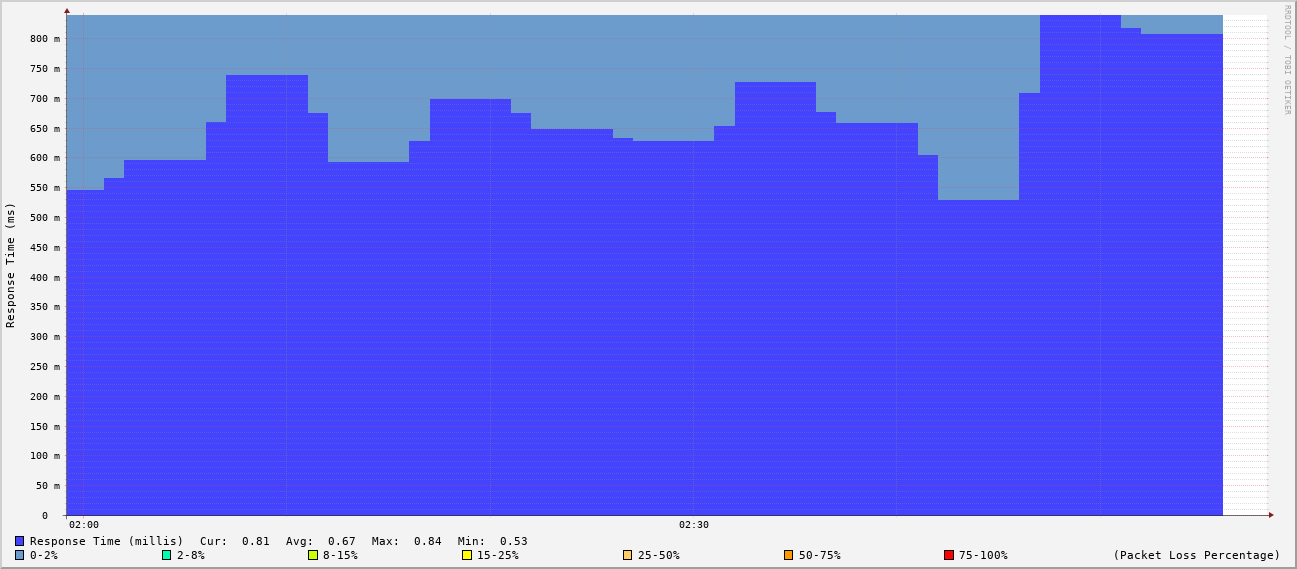 RRDTOOL / TOBI OETIKER
Response Time (ms)
800 m
750 m
700 m
650 m
600 m
550 m
500 m
450 m
400 m
350 m
300 m
250 m
200 m
150 m
100 m
50 m
0
02:00 02:30
Response Time (millis) Cur: 0.81 Avg: 0.67 Max: 0.84 Min: 0.53
0-2% 2-8% 8-15% 15-25% 25-50% 50-75% 75-100% (Packet Loss Percentage)